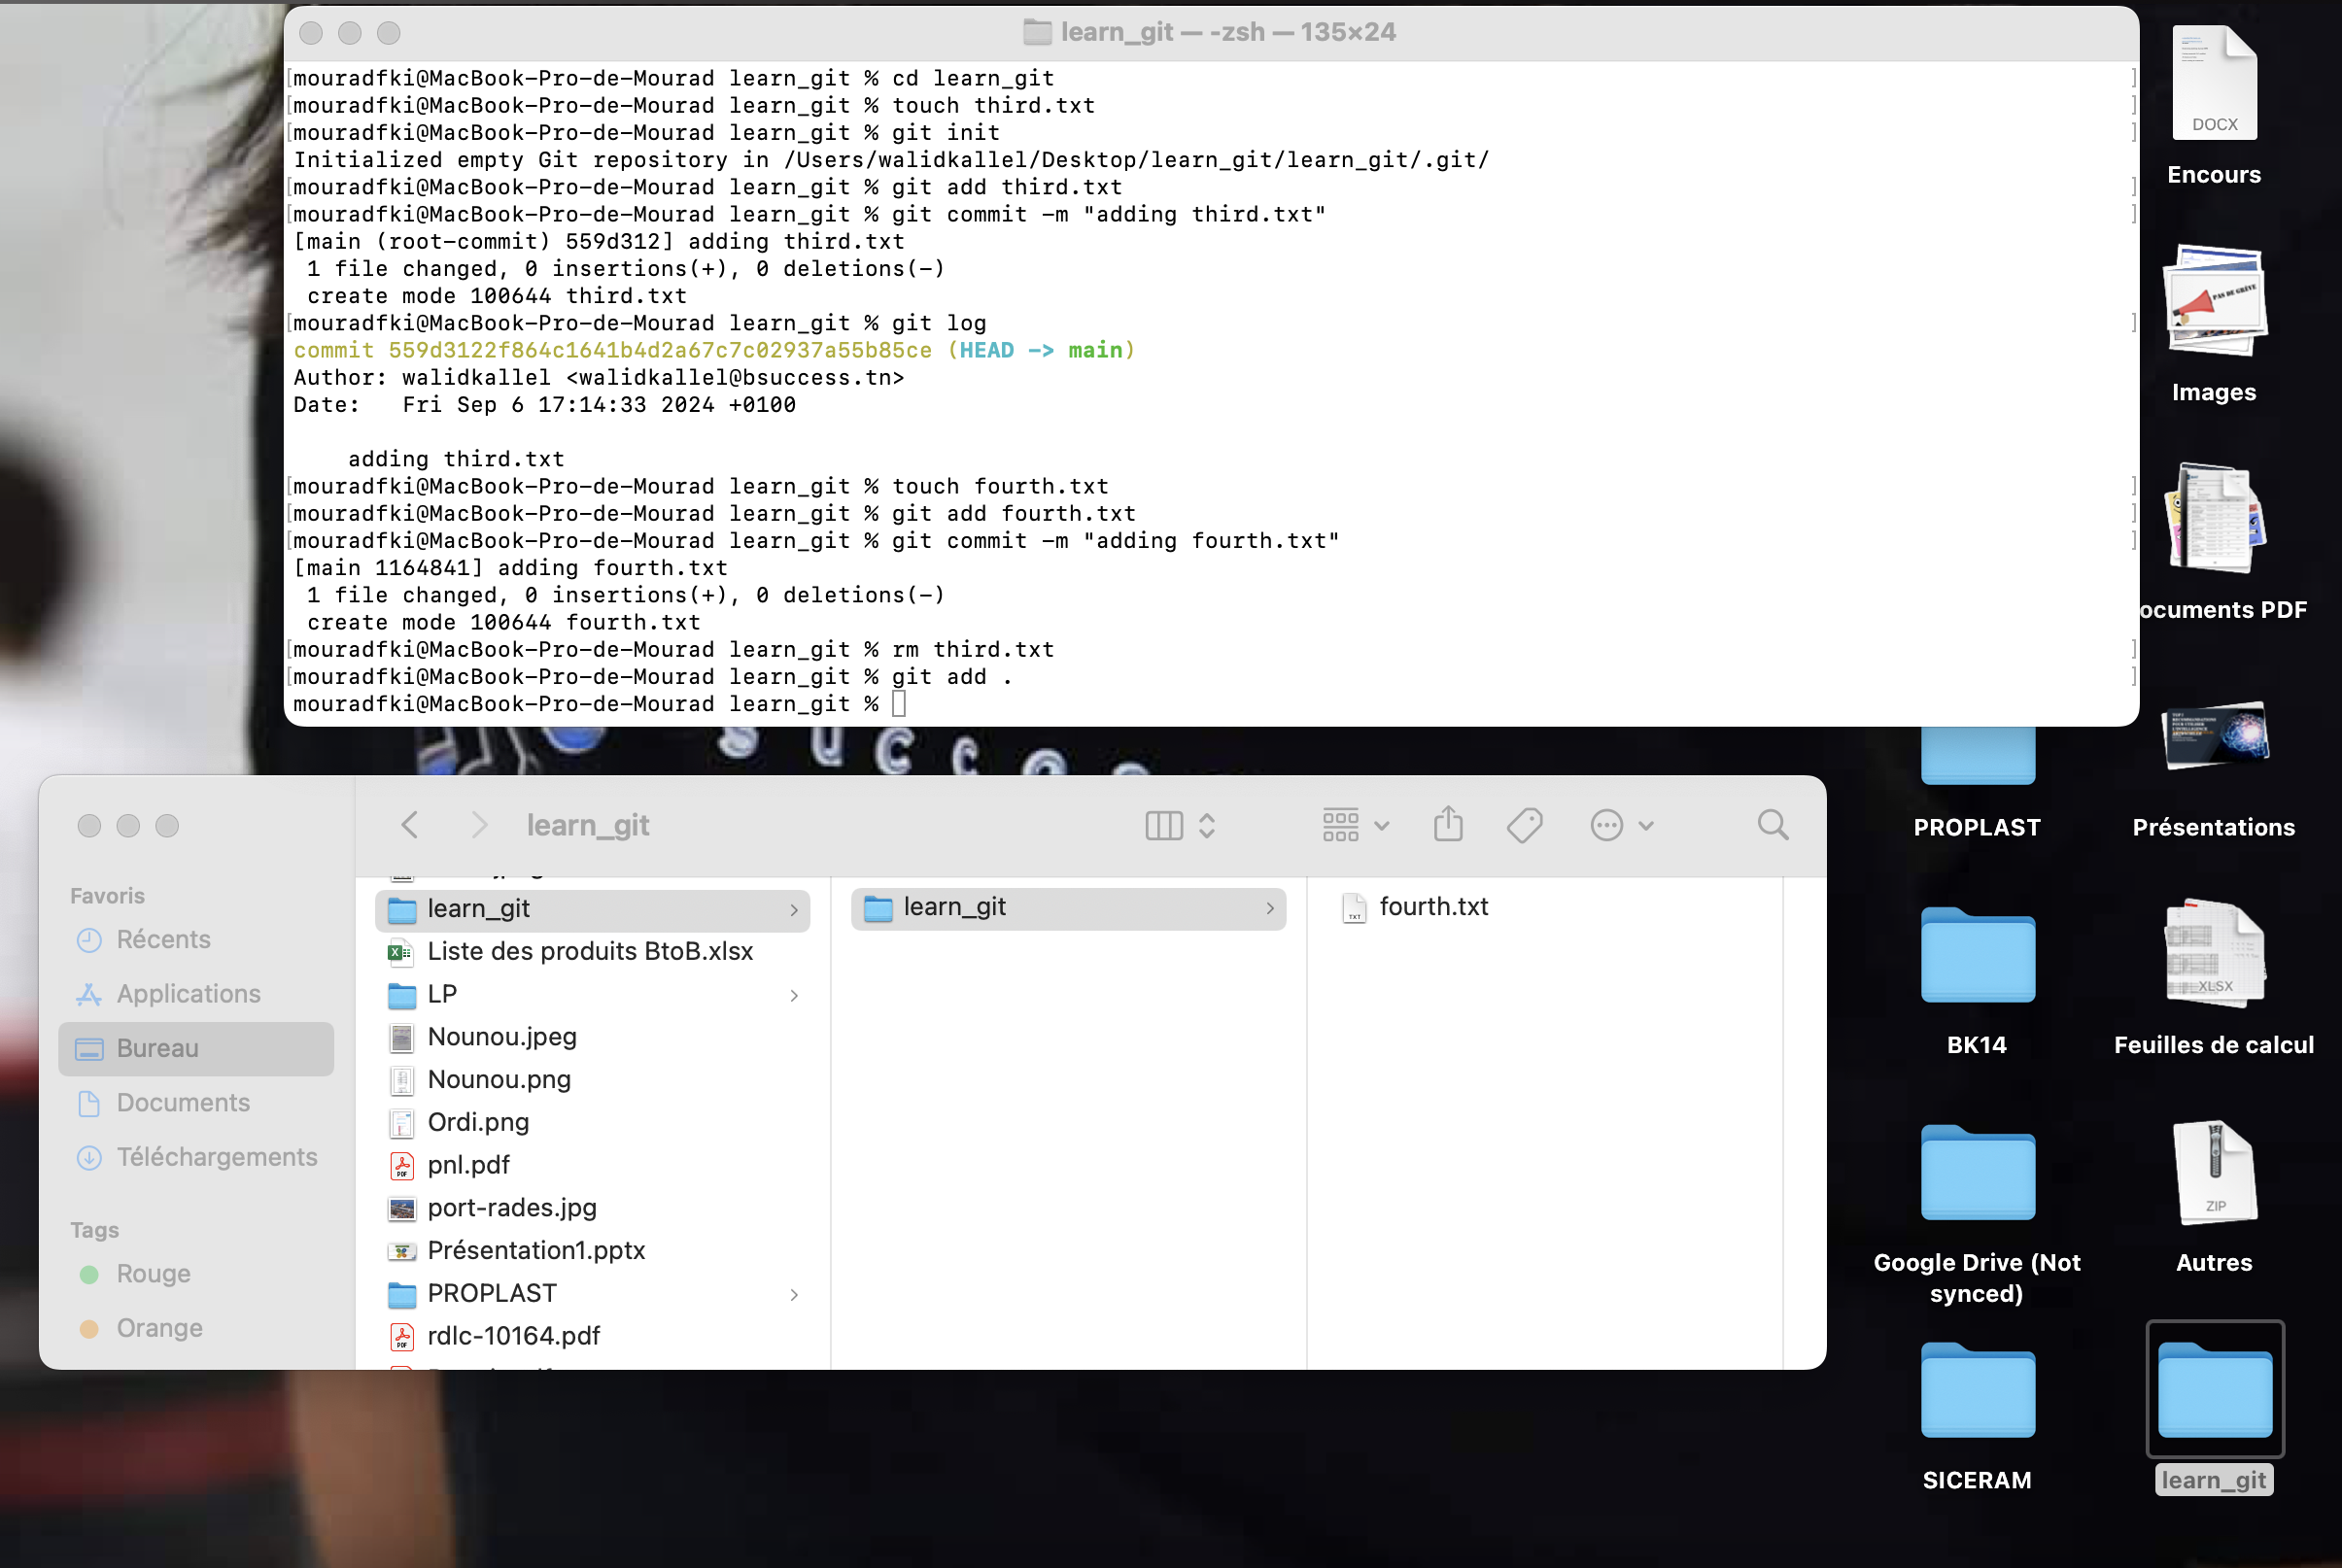 learn_git — -zsh — 135×24
mouradfki@MacBook-Pro-de-Mourad learn_git % cd learn_git
mouradfki@MacBook-Pro-de-Mourad learn_git % touch third.txt
mouradfki@MacBook-Pro-de-Mourad learn_git % git init
Initialized empty Git repository in /Users/walidkallel/Desktop/learn_git/learn_git/.git/
mouradfki@MacBook-Pro-de-Mourad learn_git % git add third.txt
mouradfki@MacBook-Pro-de-Mourad learn_git % git commit -m "adding third.txt"
[main (root-commit) 559d312] adding third.txt
1 file changed, 0 insertions(+), 0 deletions(-)
create mode 100644 third.txt
mouradfki@MacBook-Pro-de-Mourad learn_git % git log
commit 559d3122f864c1641b4d2a67c7c02937a55b85ce (HEAD -> main)
Author: walidkallel <walidkallel@bsuccess.tn>
Date:   Fri Sep 6 17:14:33 2024 +0100
adding third.txt
mouradfki@MacBook-Pro-de-Mourad learn_git % touch fourth.txt
mouradfki@MacBook-Pro-de-Mourad learn_git % git add fourth.txt
mouradfki@MacBook-Pro-de-Mourad learn_git % git commit -m "adding fourth.txt"
[main 1164841] adding fourth.txt
1 file changed, 0 insertions(+), 0 deletions(-)
create mode 100644 fourth.txt
mouradfki@MacBook-Pro-de-Mourad learn_git % rm third.txt
mouradfki@MacBook-Pro-de-Mourad learn_git % git add .
mouradfki@MacBook-Pro-de-Mourad learn_git %
DOCX
Encours
PAS DE GRÈVE
Images
ocuments PDF
PROPLAST
Présentations
BK14
XLSX
Feuilles de calcul
Google Drive (Not
synced)
ZIP
Autres
SICERAM
learn_git
learn_git
Favoris
Récents
Applications
Bureau
Documents
Téléchargements
Tags
Rouge
Orange
learn_git
Liste des produits BtoB.xlsx
LP
Nounou.jpeg
Nounou.png
Ordi.png
pnl.pdf
port-rades.jpg
Présentation1.pptx
PROPLAST
rdlc-10164.pdf
learn_git
fourth.txt